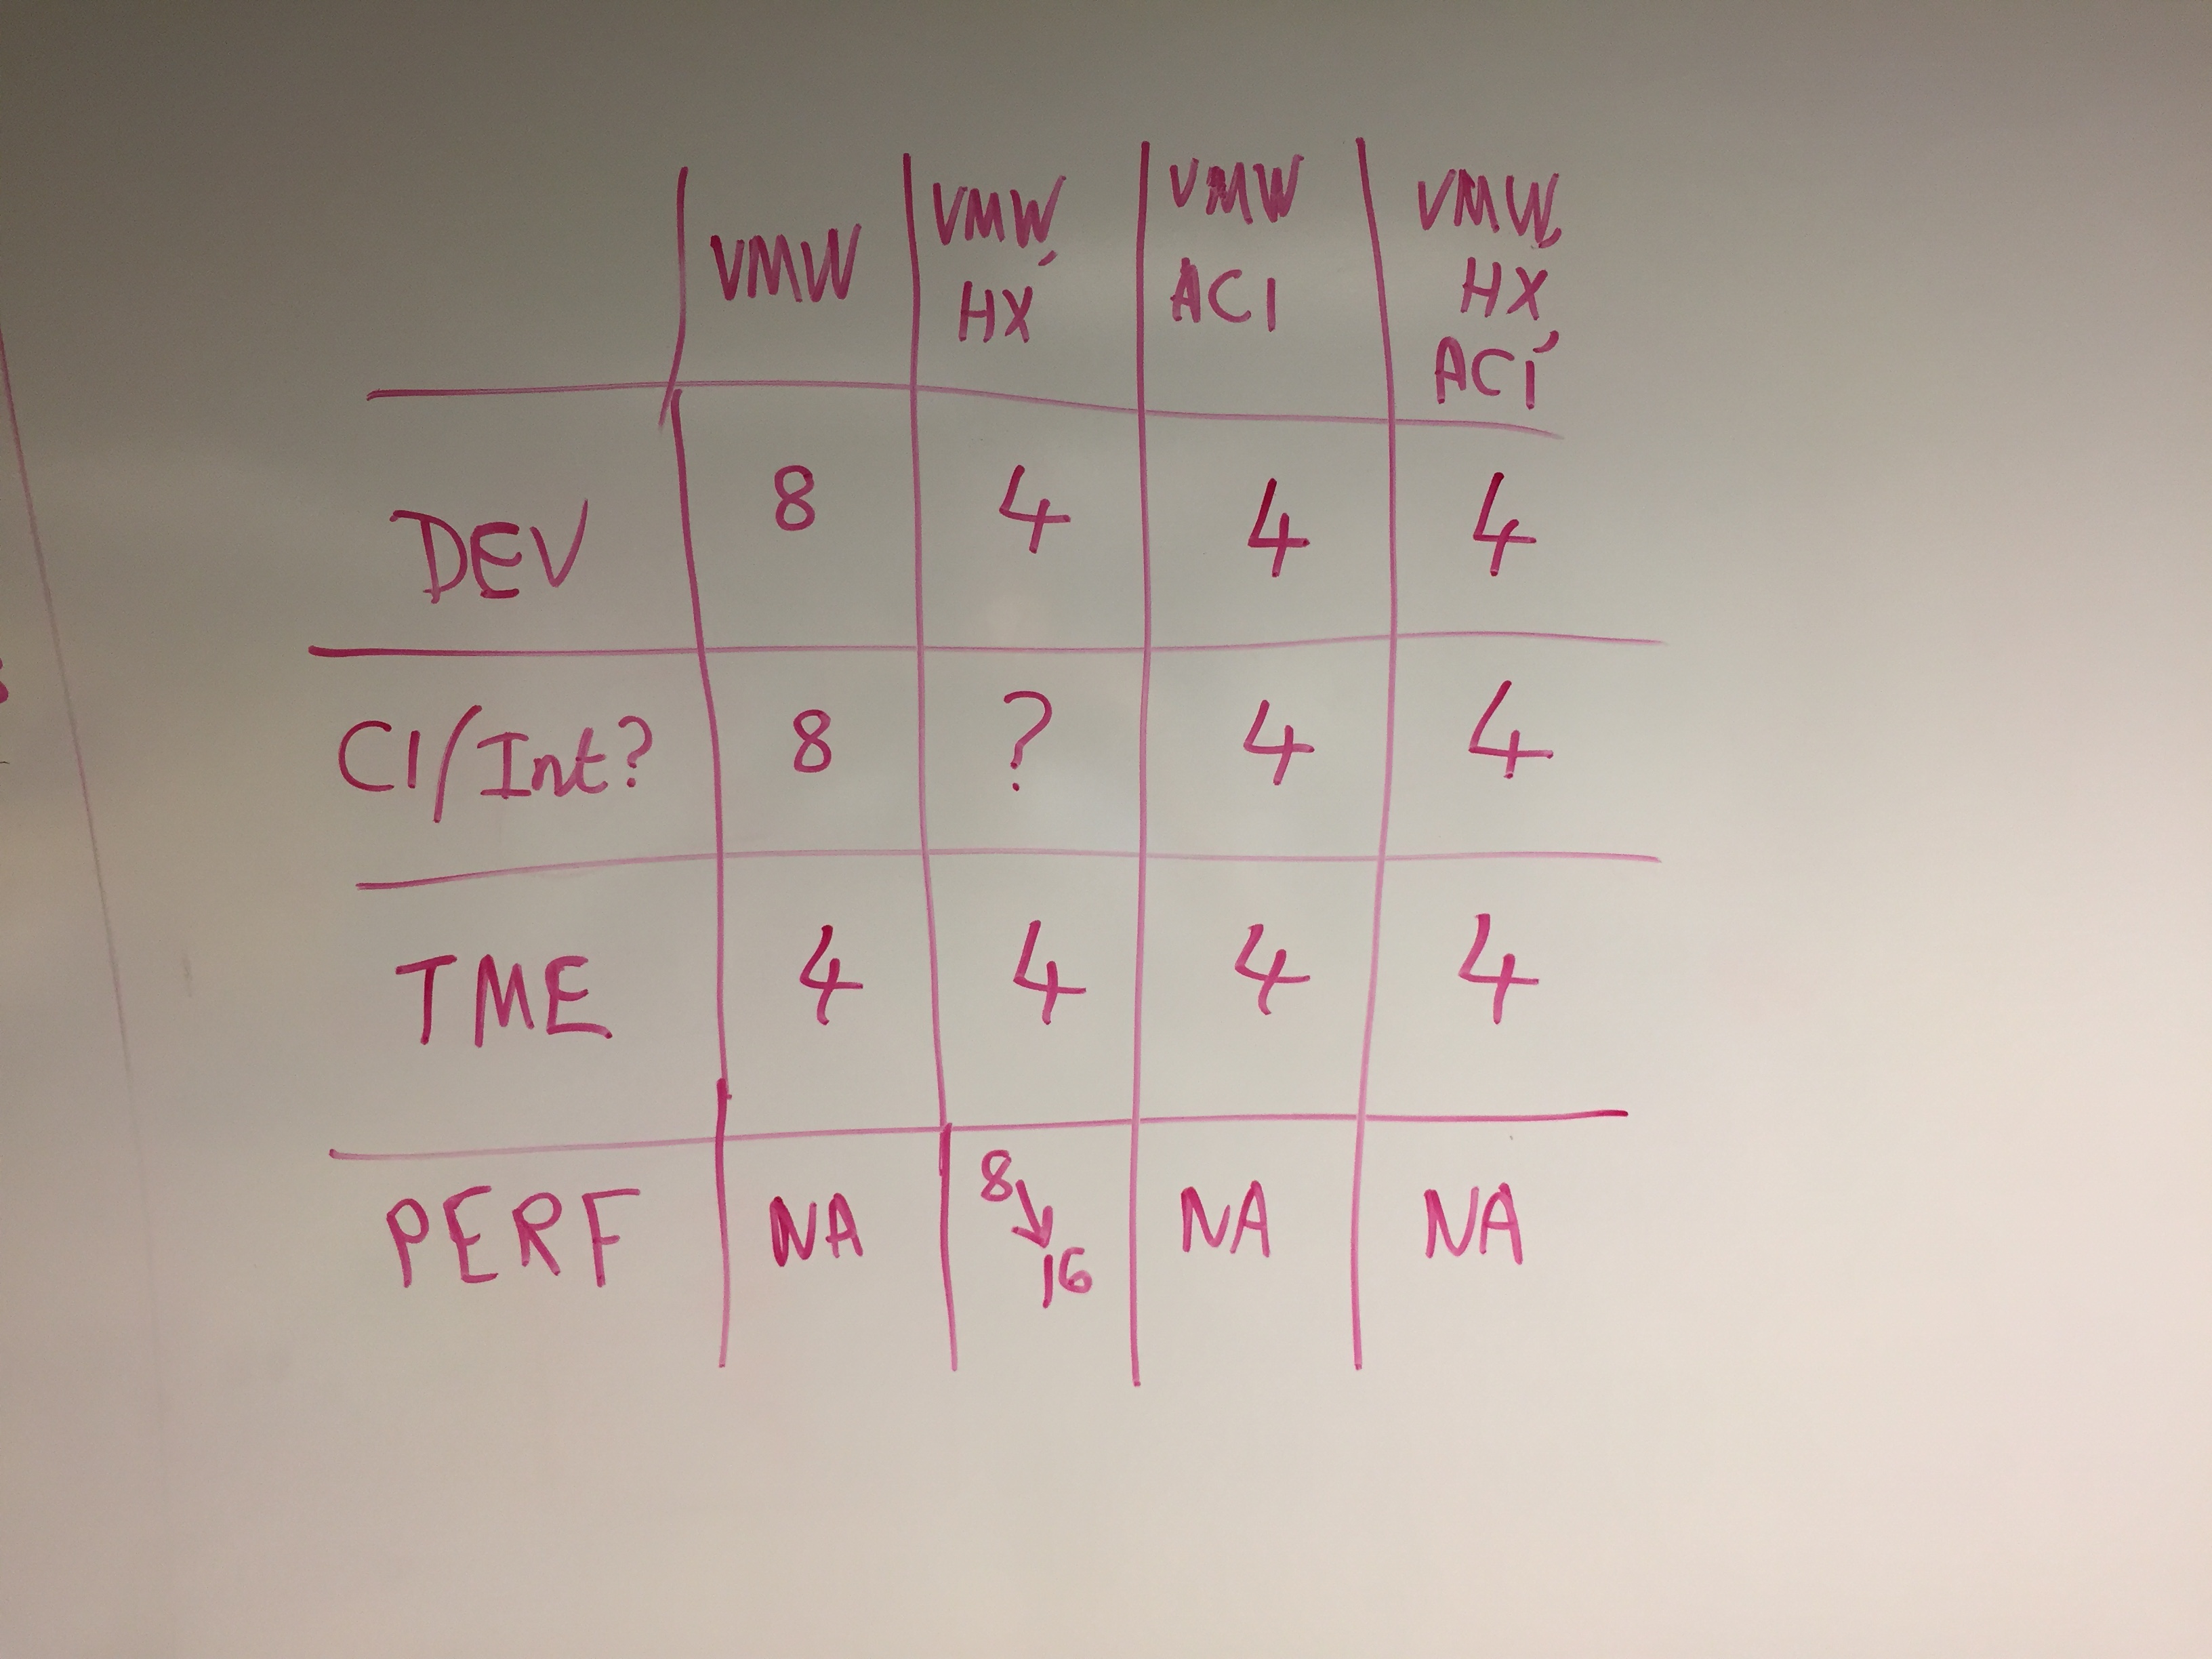 VMW VMW, VMW VMW,
HX ACI HX,
ACI
DEV 8 4 4 4
CI/Int? 8 ? 4 4
TME 4 4 4 4
PERF NA 8 ↘ 16 NA NA